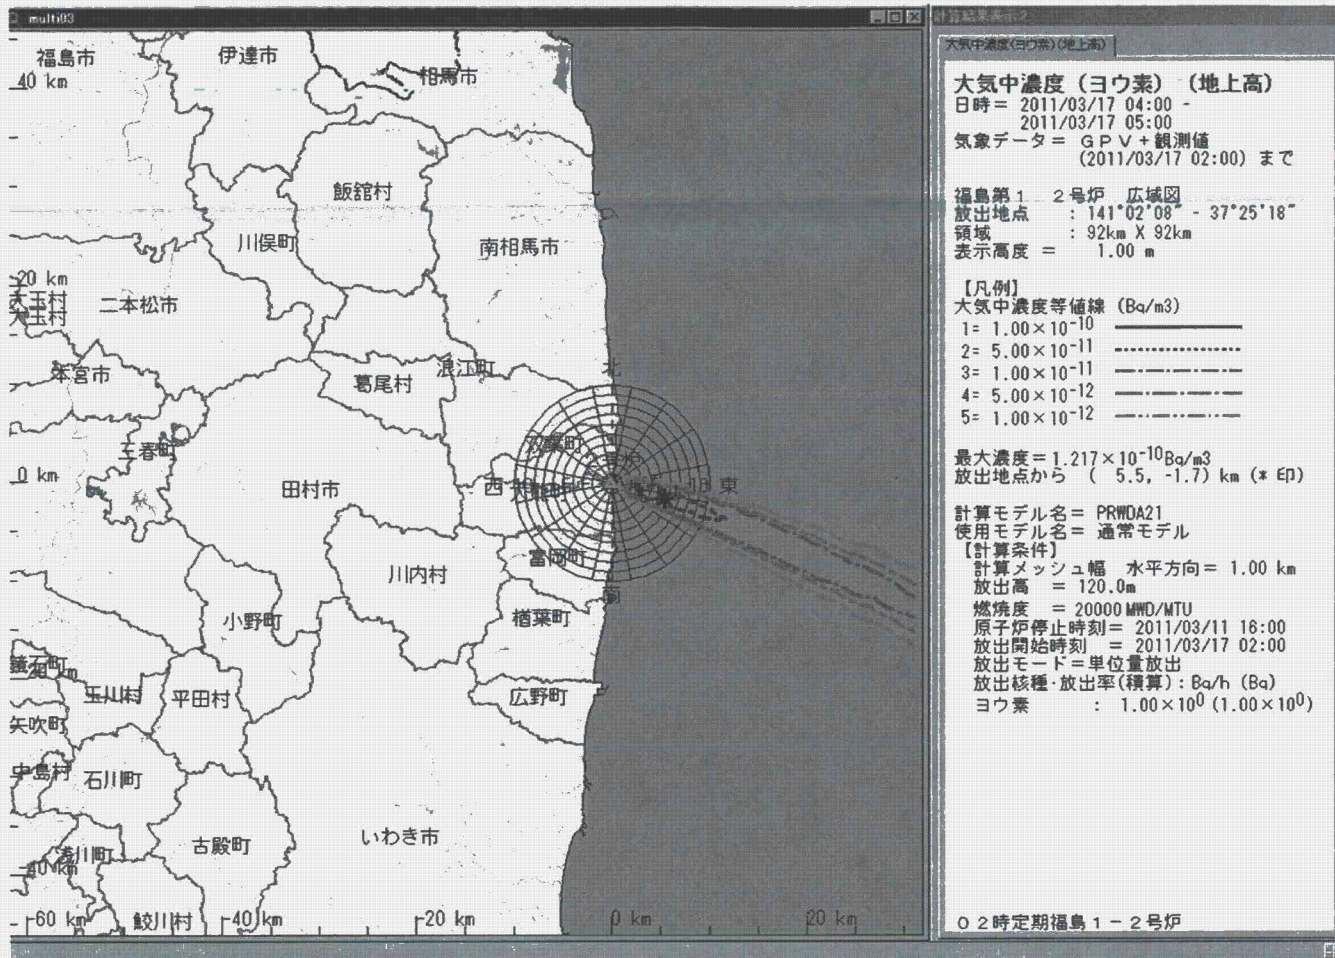 multi03
福島市
伊達市
相馬市
40 km
飯舘村
川俣町
南相馬市
20 km
大玉村
二本松市
本宮市
浪江町
葛尾村
北
三春町
双葉町
0 km
田村市
西
東
富岡町
川内村
南
小野町
楢葉町
鏡石町
玉川村
平田村
広野町
矢吹町
中島村
石川町
いわき市
古殿町
浅川町
-40 km
鮫川村
-60 km
-40 km
-20 km
0 km
20 km
計算結果表示2
大気中濃度(ヨウ素)(地上高)
大気中濃度（ヨウ素）（地上高）
日時＝ 2011/03/17 04:00 -
2011/03/17 05:00
気象データ＝ ＧＰＶ＋観測値
(2011/03/17 02:00) まで
福島第１ ２号炉 広域図
放出地点 : 141°02'08" - 37°25'18"
領域 : 92km X 92km
表示高度 ＝ 1.00 m
【凡例】
大気中濃度等値線 (Bq/m3)
1= 1.00×10⁻¹⁰
2= 5.00×10⁻¹¹
3= 1.00×10⁻¹¹
4= 5.00×10⁻¹²
5= 1.00×10⁻¹²
最大濃度＝1.217×10⁻¹⁰Bq/m3
放出地点から ( 5.5, -1.7) km (* 印)
計算モデル名＝ PRWDA21
使用モデル名＝ 通常モデル
【計算条件】
計算メッシュ幅 水平方向＝ 1.00 km
放出高 ＝ 120.0m
燃焼度 ＝ 20000MWD/MTU
原子炉停止時刻＝ 2011/03/11 16:00
放出開始時刻 ＝ 2011/03/17 02:00
放出モード＝単位量放出
放出核種・放出率(積算)：Bq/h (Bq)
ヨウ素 : 1.00×10⁰ (1.00×10⁰)
０２時定期福島１－２号炉